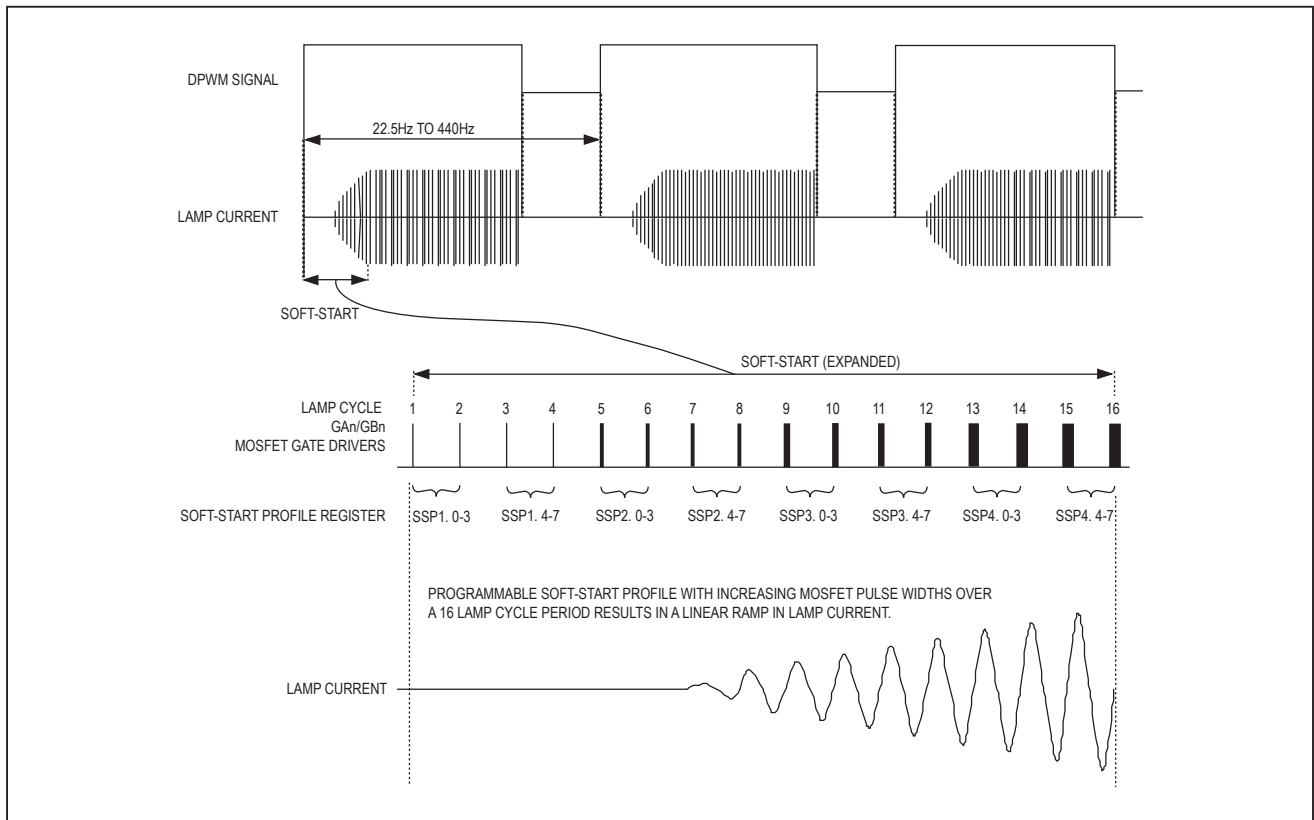 DPWM SIGNAL
22.5Hz TO 440Hz
LAMP CURRENT
SOFT-START
SOFT-START (EXPANDED)
LAMP CYCLE 1 2 3 4 5 6 7 8 9 10 11 12 13 14 15 16
GAn/GBn
MOSFET GATE DRIVERS
SOFT-START PROFILE REGISTER SSP1. 0-3 SSP1. 4-7 SSP2. 0-3 SSP2. 4-7 SSP3. 0-3 SSP3. 4-7 SSP4. 0-3 SSP4. 4-7
PROGRAMMABLE SOFT-START PROFILE WITH INCREASING MOSFET PULSE WIDTHS OVER
A 16 LAMP CYCLE PERIOD RESULTS IN A LINEAR RAMP IN LAMP CURRENT.
LAMP CURRENT